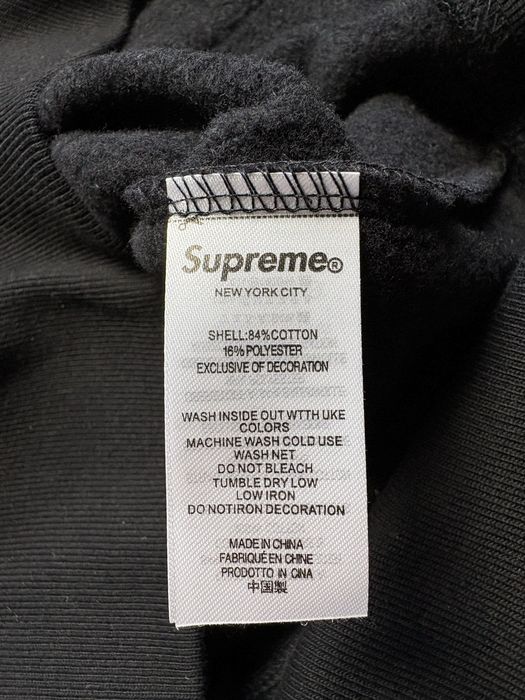 Supreme®
NEW YORK CITY
SHELL:84%COTTON
16%POLYESTER
EXCLUSIVE OF DECORATION
WASH INSIDE OUT WTTH UKE
COLORS
MACHINE WASH COLD USE
WASH NET
DO NOT BLEACH
TUMBLE DRY LOW
LOW IRON
DO NOTIRON DECORATION
MADE IN CHINA
FABRIQUÉ EN CHINE
PRODOTTO IN CINA
中国製